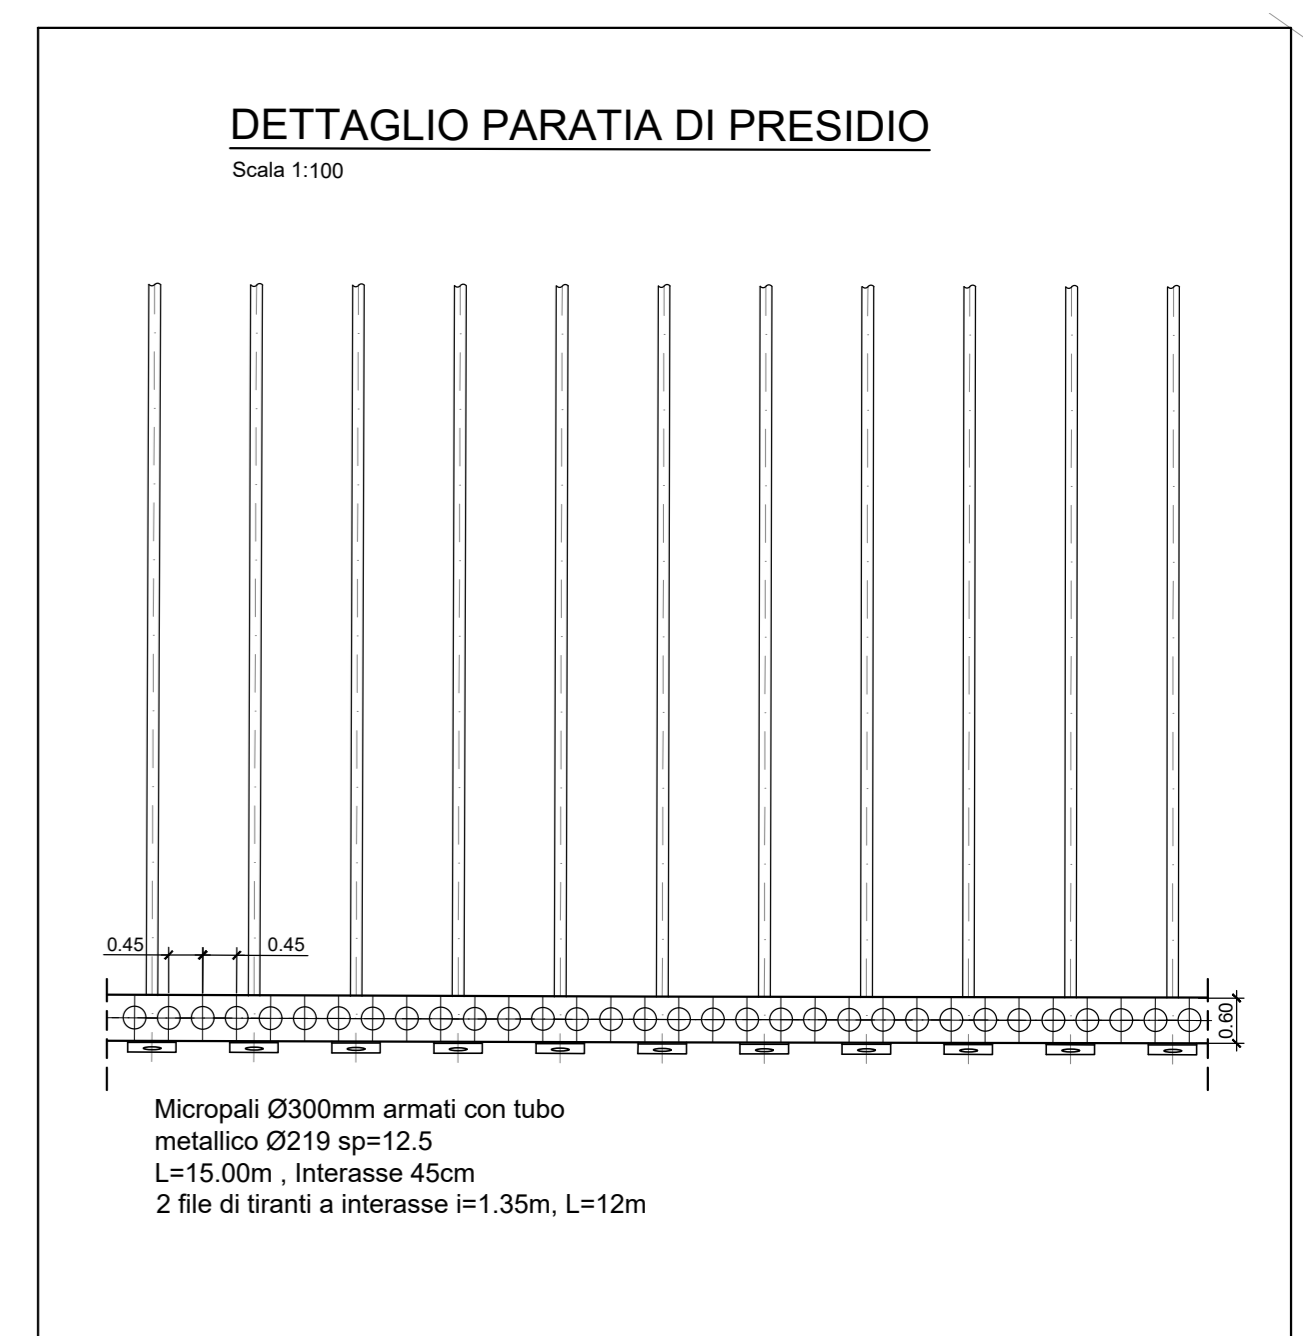 DETTAGLIO PARATIA DI PRESIDIO
Scala 1:100
0.45
0.45
0.60
Micropali Ø300mm armati con tubo
metallico Ø219 sp=12.5
L=15.00m , Interasse 45cm
2 file di tiranti a interasse i=1.35m, L=12m